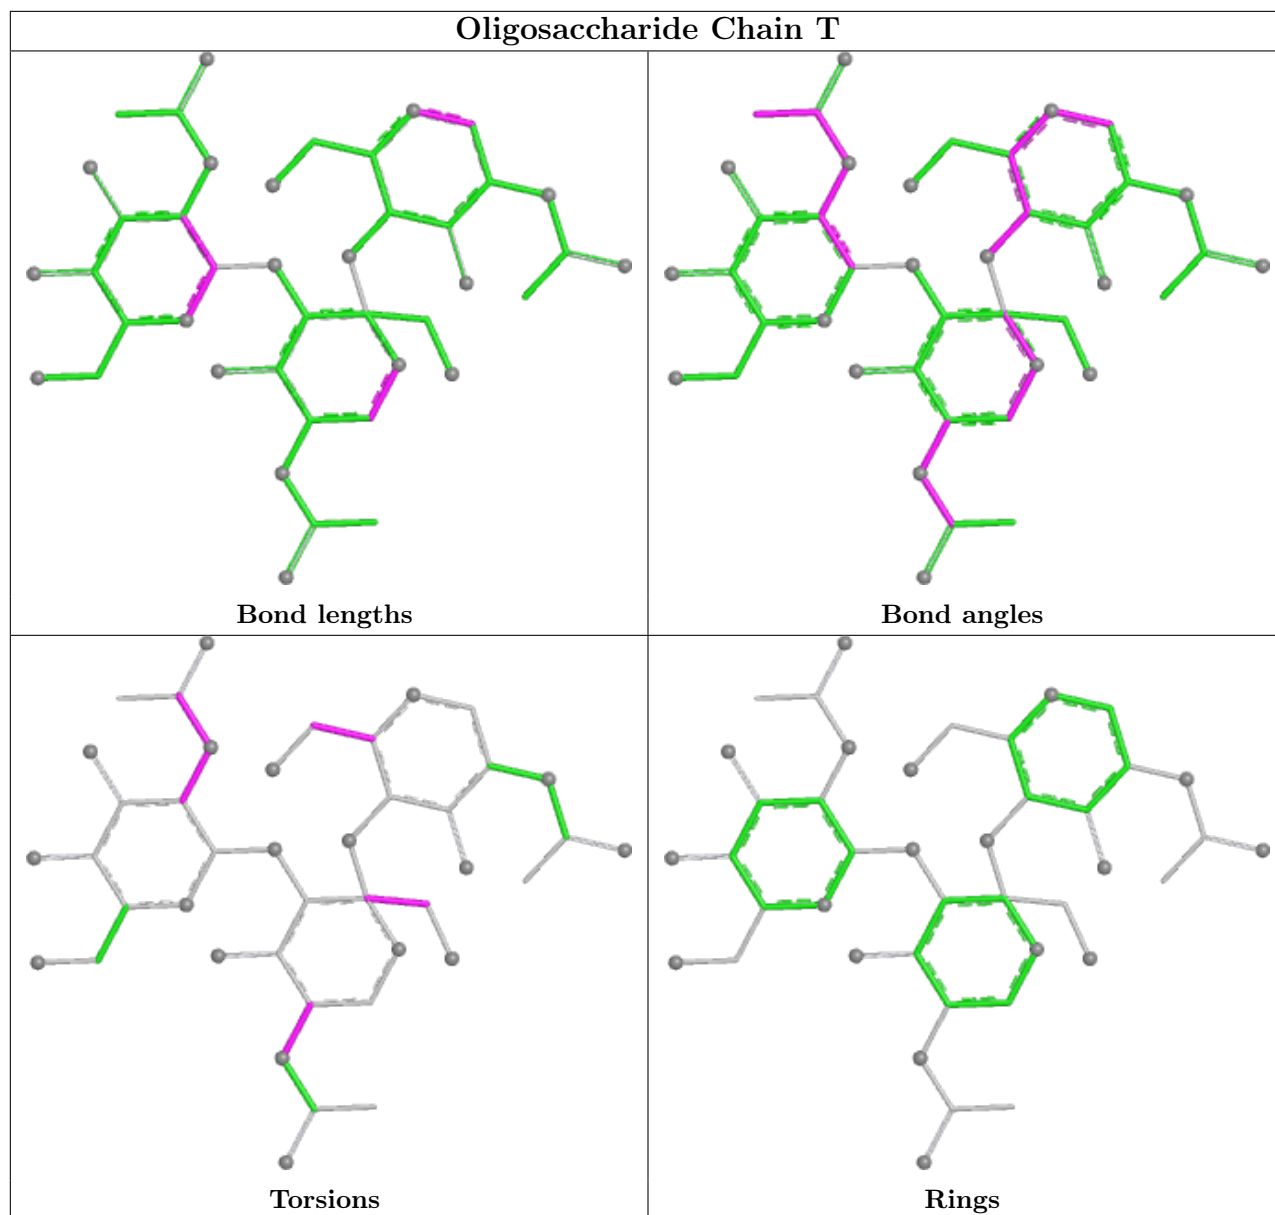 Oligosaccharide Chain T
Bond lengths
Bond angles
Torsions
Rings